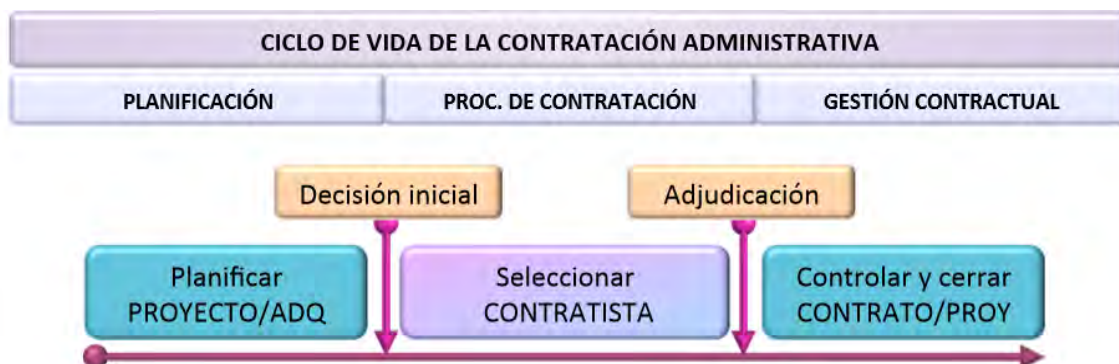 CICLO DE VIDA DE LA CONTRATACIÓN ADMINISTRATIVA
PLANIFICACIÓN
PROC. DE CONTRATACIÓN
GESTIÓN CONTRACTUAL
Decisión inicial
Adjudicación
Planificar
PROYECTO/ADQ
Seleccionar
CONTRATISTA
Controlar y cerrar
CONTRATO/PROY